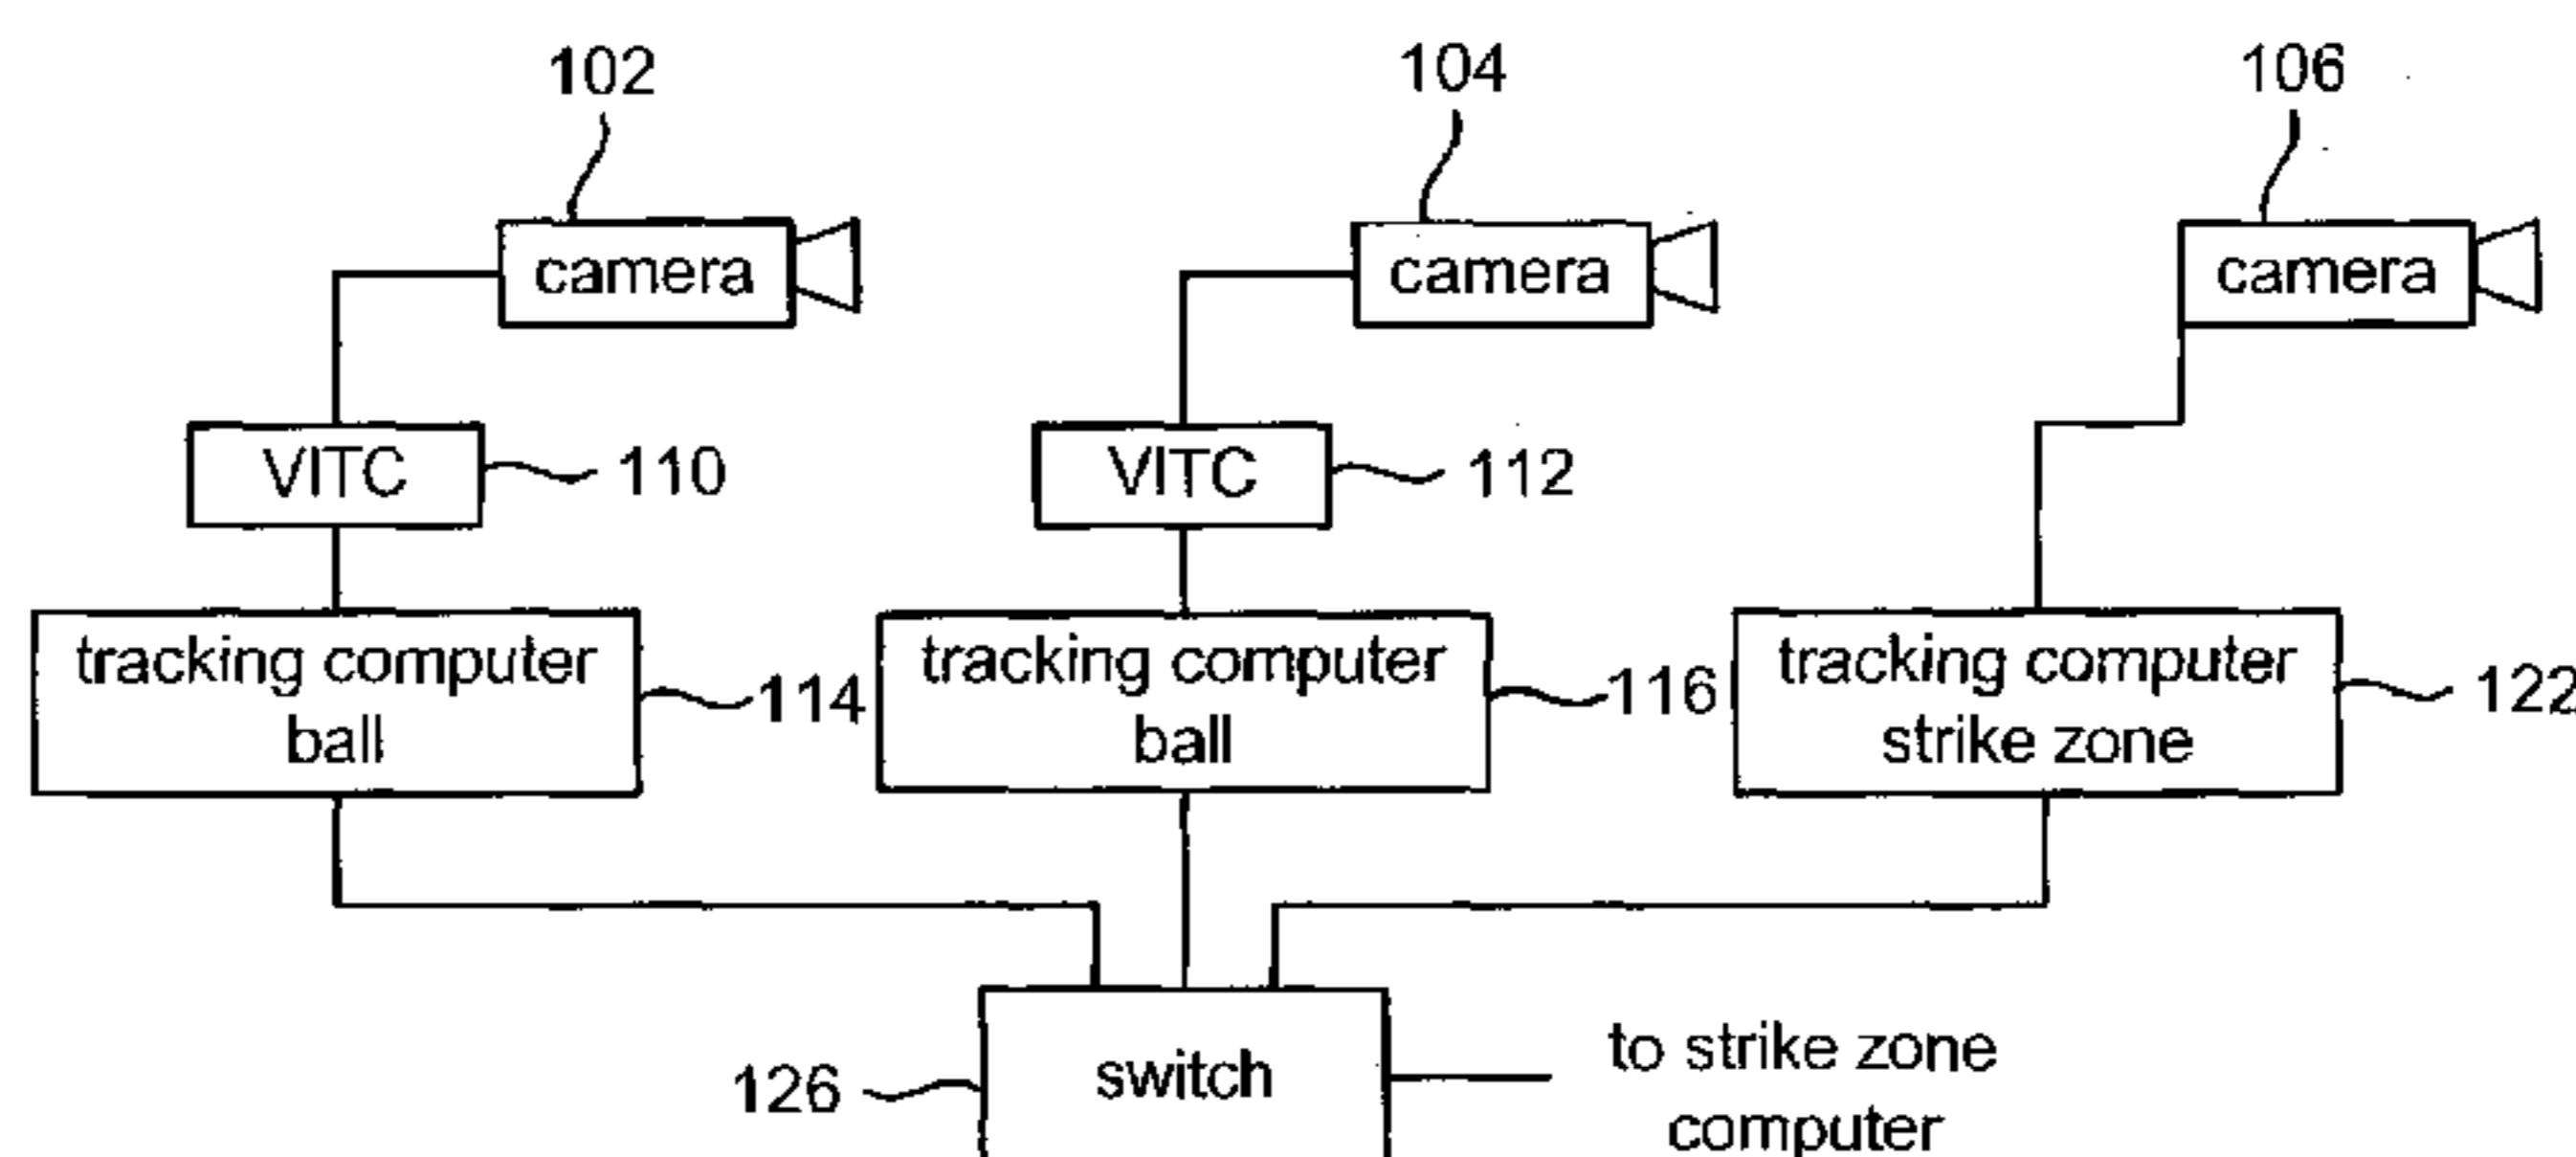 102
104
106
camera
camera
camera
VITC
110
VITC
112
tracking computer
ball
114
tracking computer
ball
116
tracking computer
strike zone
122
126
switch
to strike zone
computer